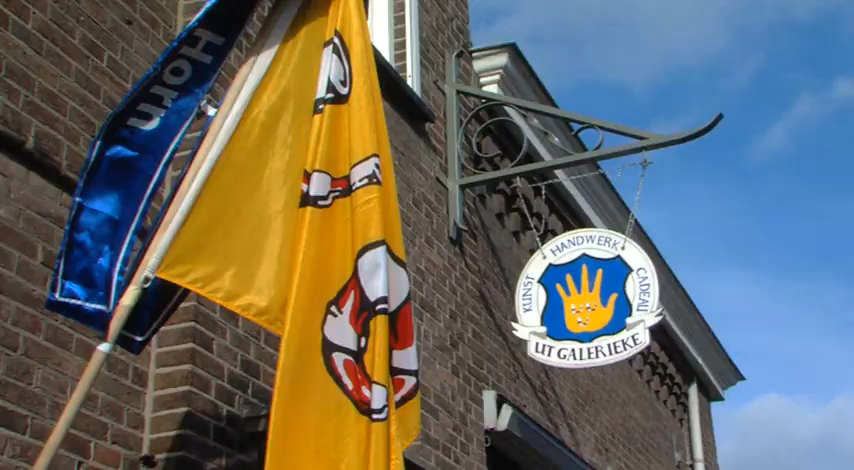 Horn
KUNST
HANDWERK
CADEAU
UT GALERIEKE